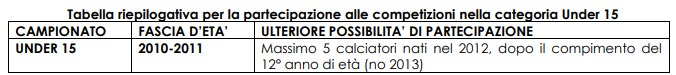 Tabella riepilogativa per la partecipazione alle competizioni nella categoria Under 15
CAMPIONATO FASCIA D'ETA' ULTERIORE POSSIBILITA' DI PARTECIPAZIONE
UNDER 15 2010-2011 Massimo 5 calciatori nati nel 2012, dopo il compimento del
12° anno di età (no 2013)